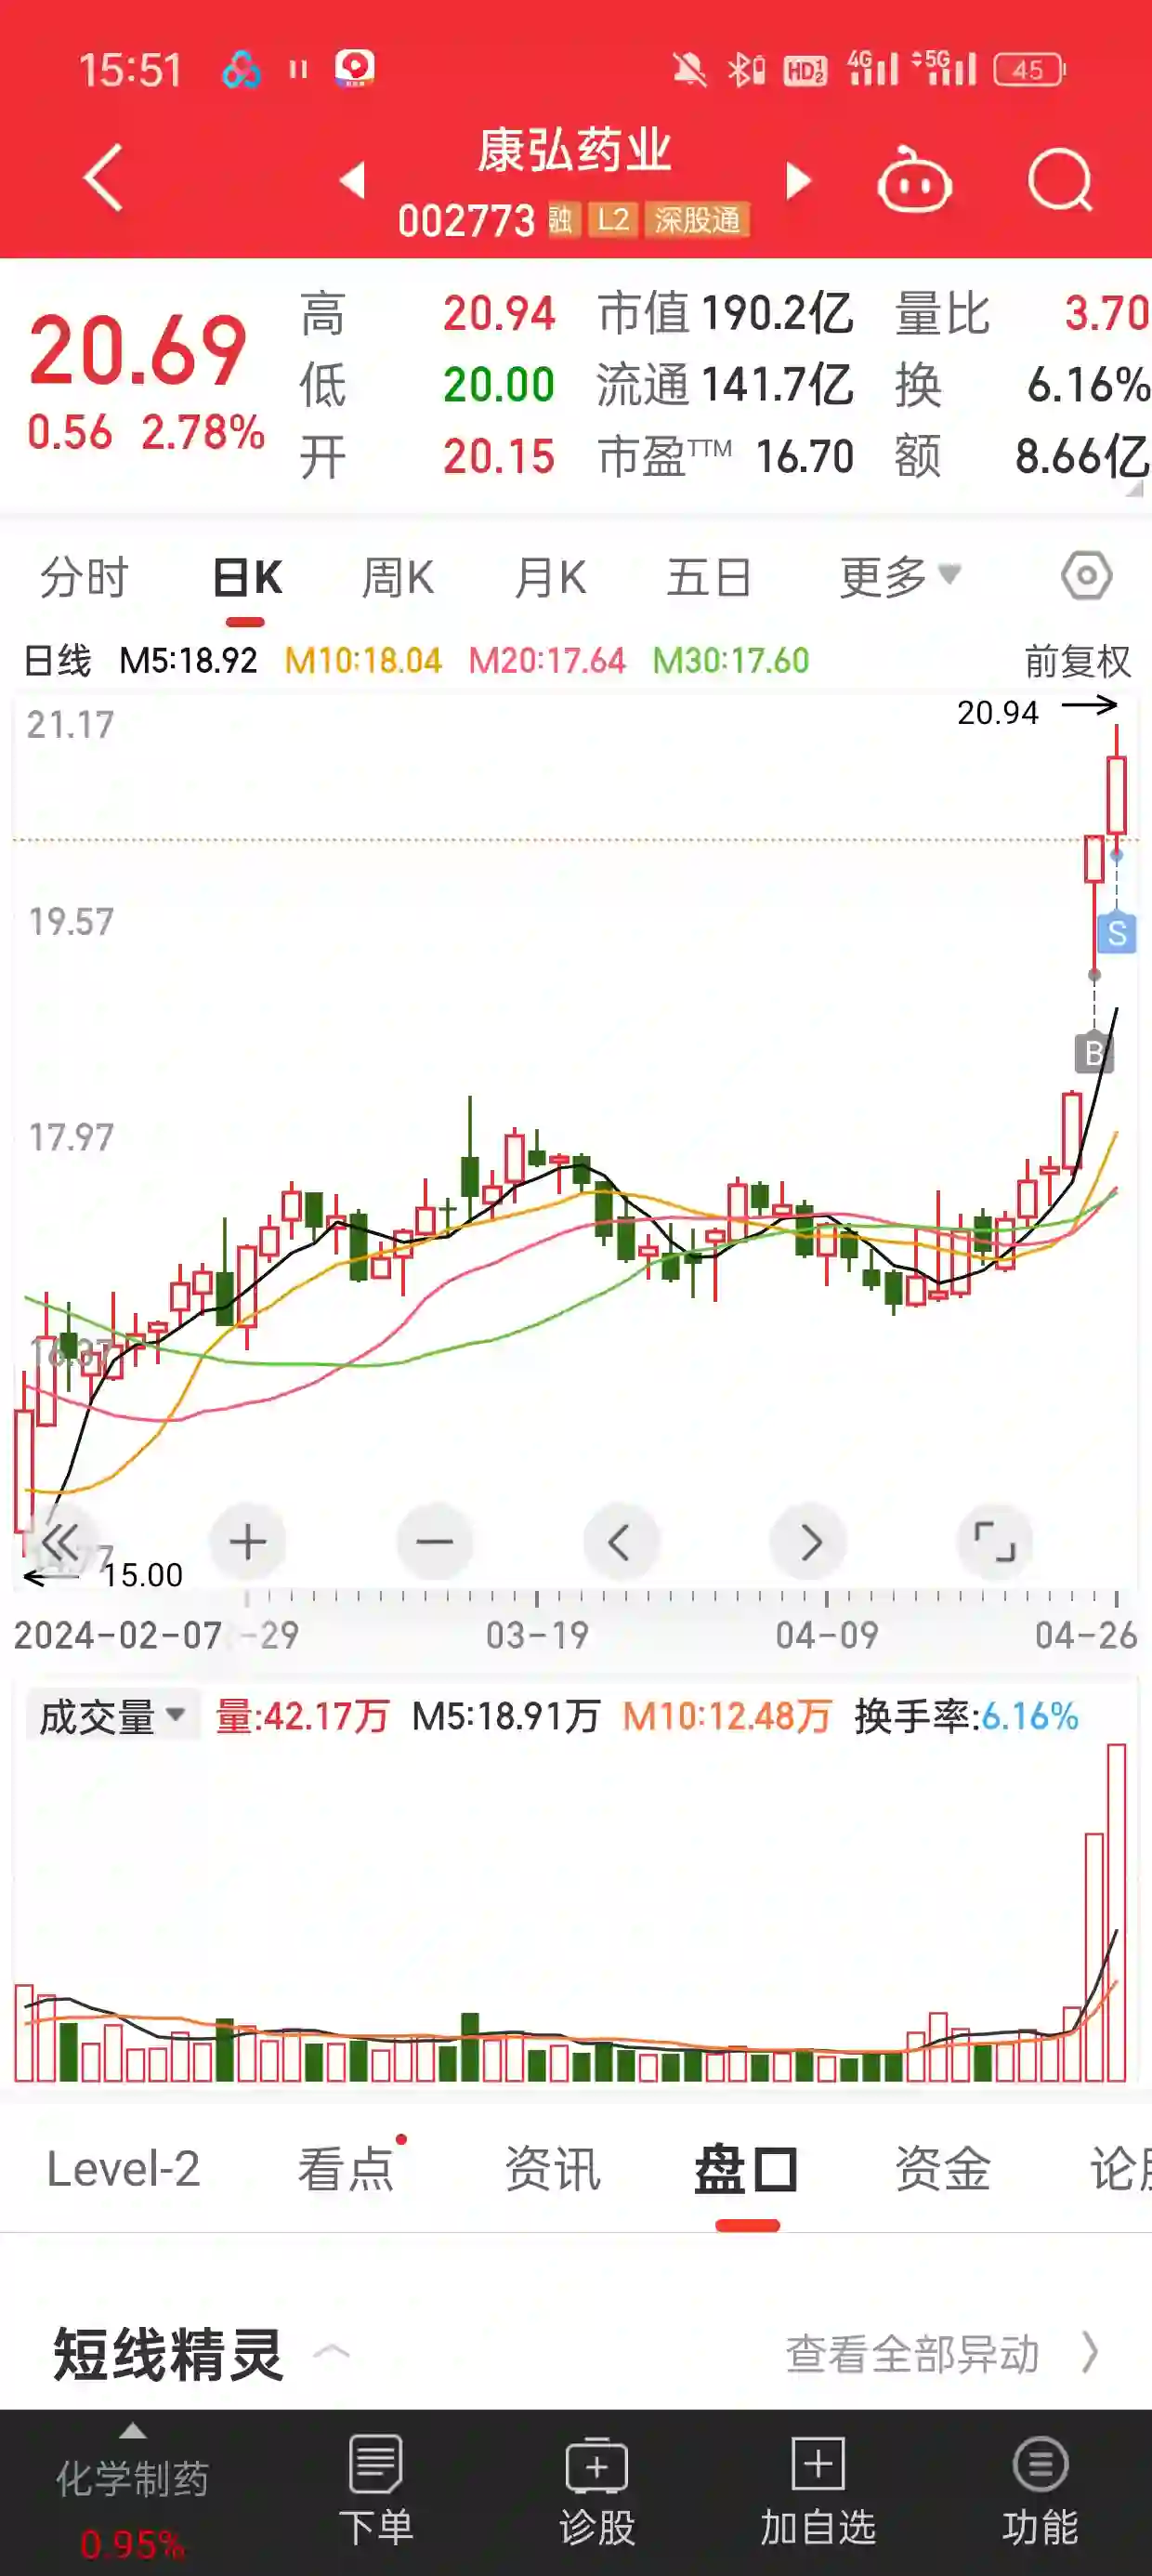 15:51 HD 1 2 4G 5G 45
康弘药业
002773 融 L2 深股通
20.69 高 20.94 市值 190.2亿 量比 3.70
0.56 2.78% 低 20.00 流通 141.7亿 换 6.16%
开 20.15 市盈TTM 16.70 额 8.66亿
分时 日K 周K 月K 五日 更多
日线 M5:18.92 M10:18.04 M20:17.64 M30:17.60 前复权
21.17
20.94
19.57
S
B
17.97
16.37
15.00
2024-02-07 -29 03-19 04-09 04-26
成交量 量:42.17万 M5:18.91万 M10:12.48万 换手率:6.16%
Level-2 看点 资讯 盘口 资金 论
短线精灵 查看全部异动
化学制药 下单 诊股 加自选 功能
0.95%